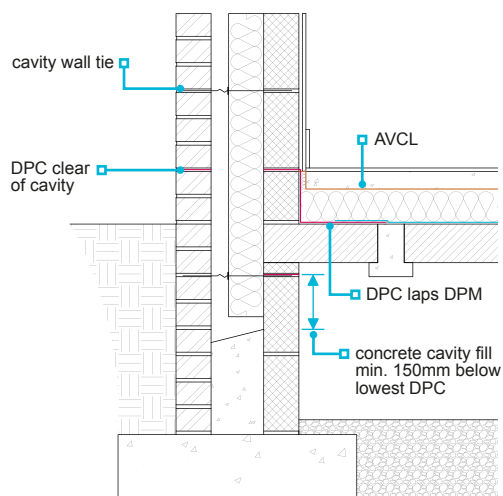 cavity wall tie
AVCL
DPC clear
of cavity
DPC laps DPM
concrete cavity fill
min. 150mm below
lowest DPC